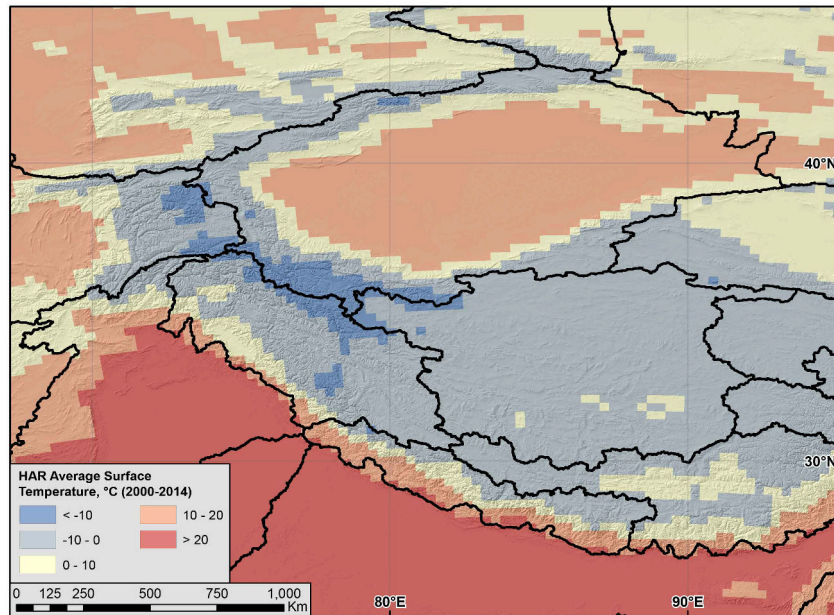 40°N
30°N
HAR Average Surface
Temperature, °C (2000-2014)
< -10
10 - 20
-10 - 0
> 20
0 - 10
0 125 250 500 750 1,000
Km
80°E
90°E